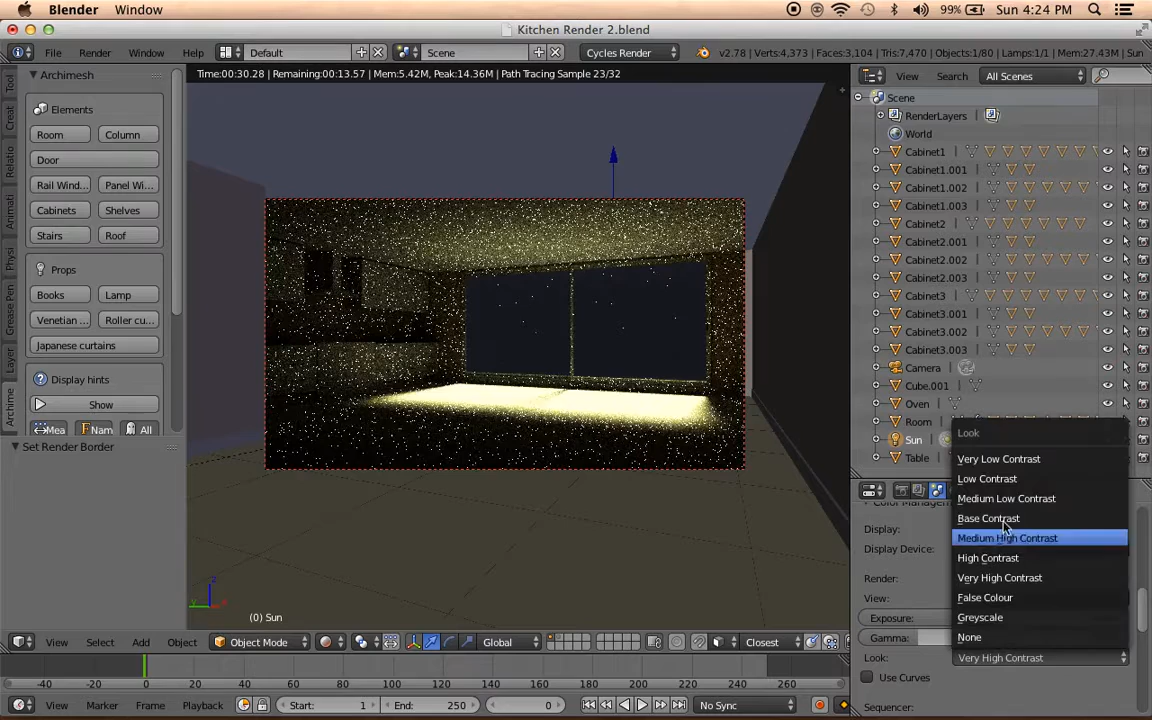 Blender Window 99% Sun 4:24 PM
Kitchen Render 2.blend
File Render Window Help Default Scene Cycles Render v2.78 | Verts:4,373 | Faces:3,104 | Tris:7,470 | Objects:1/80 | Lamps:1/1 | Mem:27.43M | Sun
Time:00:30.28 | Remaining:00:13.57 | Mem:5.42M, Peak:14.36M | Path Tracing Sample 23/32
View Search All Scenes
Tool
Creat
Relatio
Animati
Physi
Grease Pen
Layer
Archime
Archimesh
Elements
Room Column
Door
Rail Wind... Panel Wi...
Cabinets Shelves
Stairs Roof
Props
Books Lamp
Venetian ... Roller cu...
Japanese curtains
Display hints
Show
Mea Nam All
Set Render Border
Scene
RenderLayers
World
Cabinet1
Cabinet1.001
Cabinet1.002
Cabinet1.003
Cabinet2
Cabinet2.001
Cabinet2.002
Cabinet2.003
Cabinet3
Cabinet3.001
Cabinet3.002
Cabinet3.003
Camera
Cube.001
Oven
Room
Sun
Table
Look
Very Low Contrast
Low Contrast
Medium Low Contrast
Base Contrast
Medium High Contrast
High Contrast
Very High Contrast
False Colour
Greyscale
None
Display:
Display Device:
Render:
View:
Exposure:
Gamma:
Look: Very High Contrast
Use Curves
Sequencer:
z
y x
(0) Sun
View Select Add Object Object Mode Global Closest
-40 -20 0 20 40 60 80 100 120 140 160 180 200 220 240 260
View Marker Frame Playback Start: 1 End: 250 0 No Sync